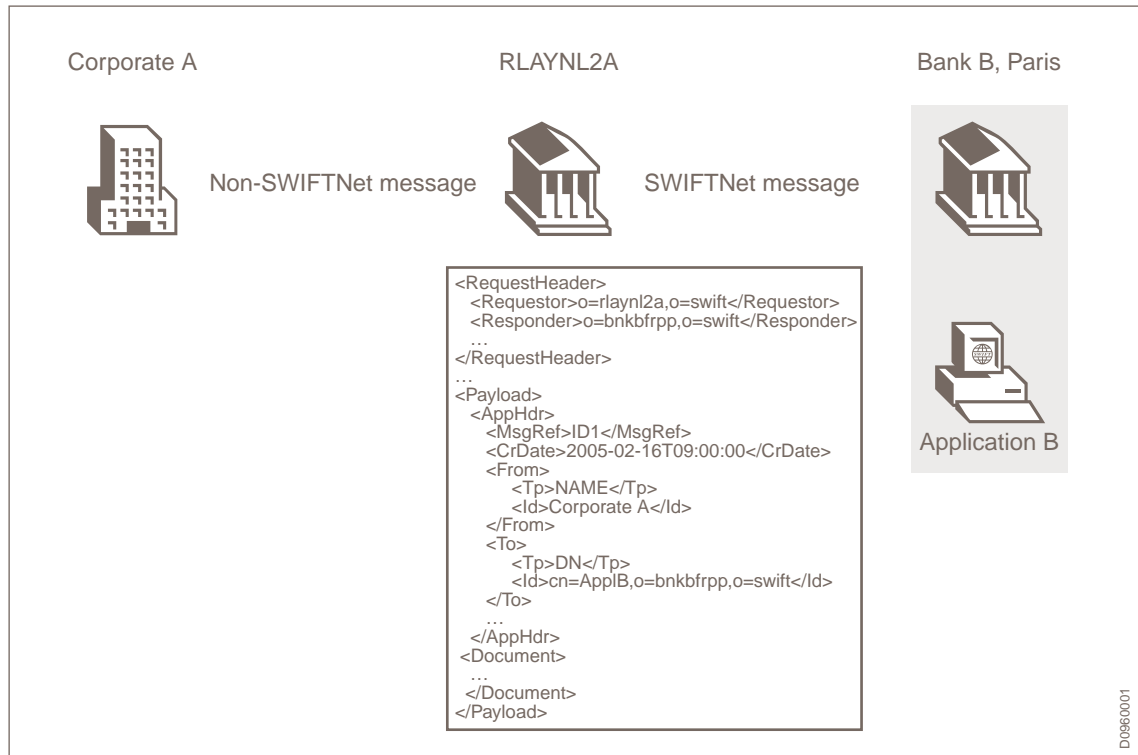 Corporate A
RLAYNL2A
Bank B, Paris
Non-SWIFTNet message
SWIFTNet message
<RequestHeader>
<Requestor>o=rlaynl2a,o=swift</Requestor>
<Responder>o=bnkbfrpp,o=swift</Responder>
…
</RequestHeader>
…
<Payload>
<AppHdr>
<MsgRef>ID1</MsgRef>
<CrDate>2005-02-16T09:00:00</CrDate>
<From>
<Tp>NAME</Tp>
<Id>Corporate A</Id>
</From>
<To>
<Tp>DN</Tp>
<Id>cn=ApplB,o=bnkbfrpp,o=swift</Id>
</To>
…
</AppHdr>
<Document>
…
</Document>
</Payload>
Application B
D0960001